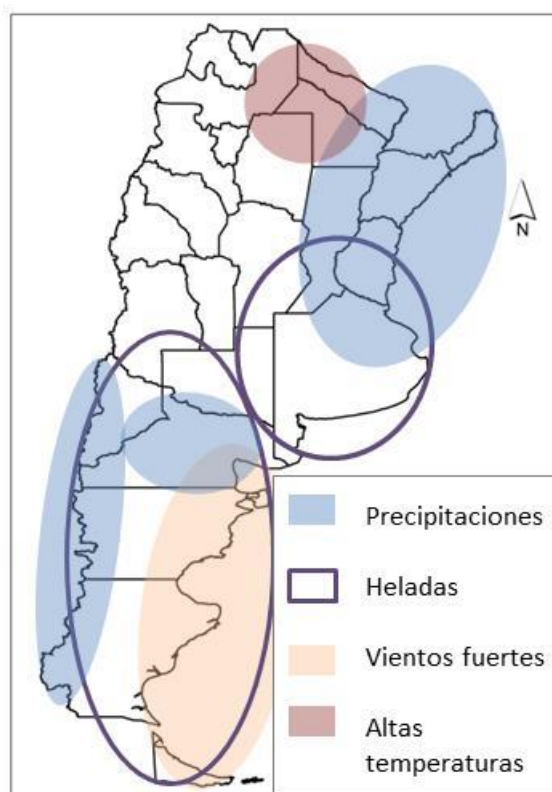 N
Precipitaciones
Heladas
Vientos fuertes
Altas
temperaturas